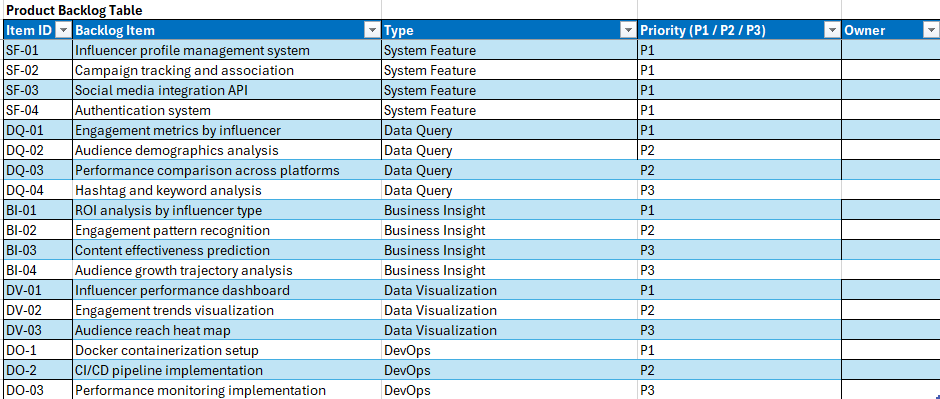 Product Backlog Table
Item ID Backlog Item Type Priority (P1 / P2 / P3) Owner
SF-01 Influencer profile management system System Feature P1
SF-02 Campaign tracking and association System Feature P1
SF-03 Social media integration API System Feature P1
SF-04 Authentication system System Feature P1
DQ-01 Engagement metrics by influencer Data Query P1
DQ-02 Audience demographics analysis Data Query P2
DQ-03 Performance comparison across platforms Data Query P2
DQ-04 Hashtag and keyword analysis Data Query P3
BI-01 ROI analysis by influencer type Business Insight P1
BI-02 Engagement pattern recognition Business Insight P2
BI-03 Content effectiveness prediction Business Insight P3
BI-04 Audience growth trajectory analysis Business Insight P3
DV-01 Influencer performance dashboard Data Visualization P1
DV-02 Engagement trends visualization Data Visualization P2
DV-03 Audience reach heat map Data Visualization P3
DO-1 Docker containerization setup DevOps P1
DO-2 CI/CD pipeline implementation DevOps P2
DO-03 Performance monitoring implementation DevOps P3